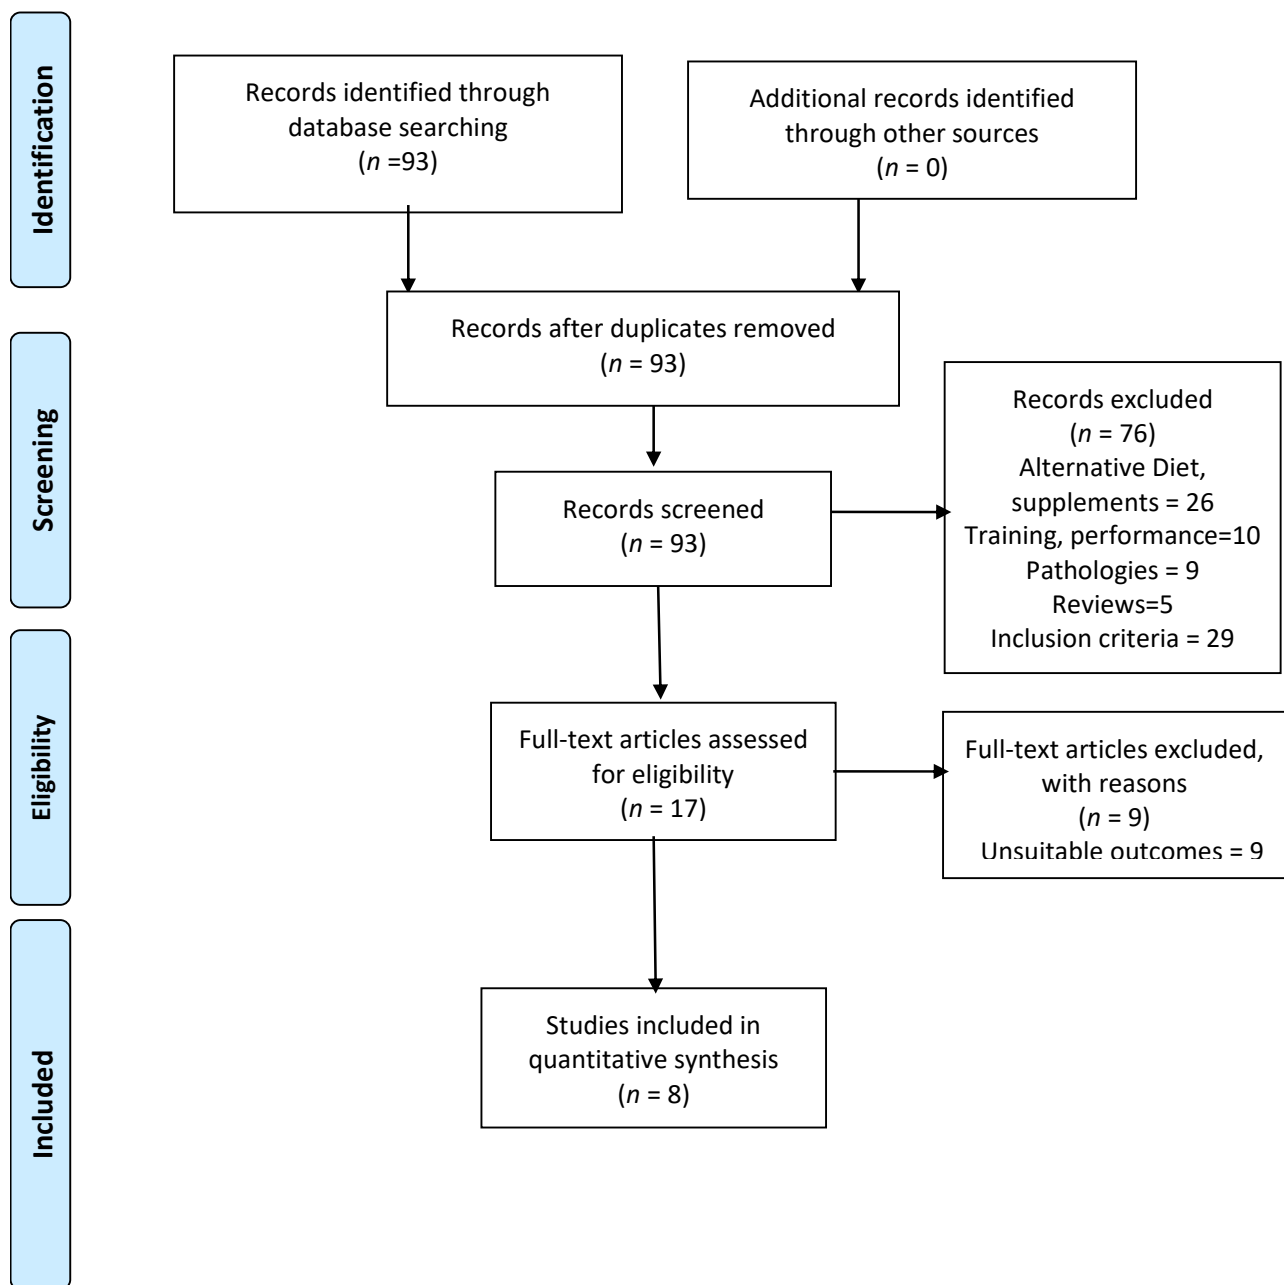 Identification
Records identified through
database searching
(n =93)
Additional records identified
through other sources
(n = 0)
Records after duplicates removed
(n = 93)
Screening
Records screened
(n = 93)
Records excluded
(n = 76)
Alternative Diet,
supplements = 26
Training, performance=10
Pathologies = 9
Reviews=5
Inclusion criteria = 29
Eligibility
Full-text articles assessed
for eligibility
(n = 17)
Full-text articles excluded,
with reasons
(n = 9)
Unsuitable outcomes = 9
Included
Studies included in
quantitative synthesis
(n = 8)